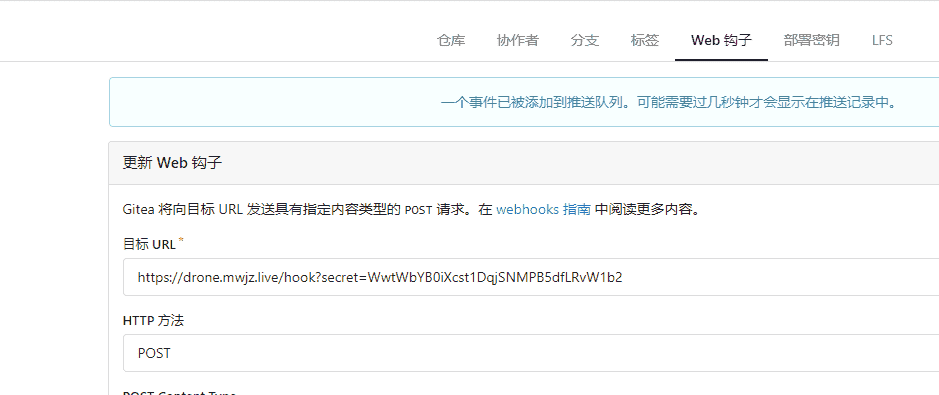 仓库 协作者 分支 标签 Web 钩子 部署密钥 LFS
一个事件已被添加到推送队列。可能需要过几秒钟才会显示在推送记录中。
更新 Web 钩子
Gitea 将向目标 URL 发送具有指定内容类型的 POST 请求。在 webhooks 指南 中阅读更多内容。
目标 URL *
https://drone.mwjz.live/hook?secret=WwtWbYB0iXcst1DqjSNMPB5dfLRvW1b2
HTTP 方法
POST
POST Content Type